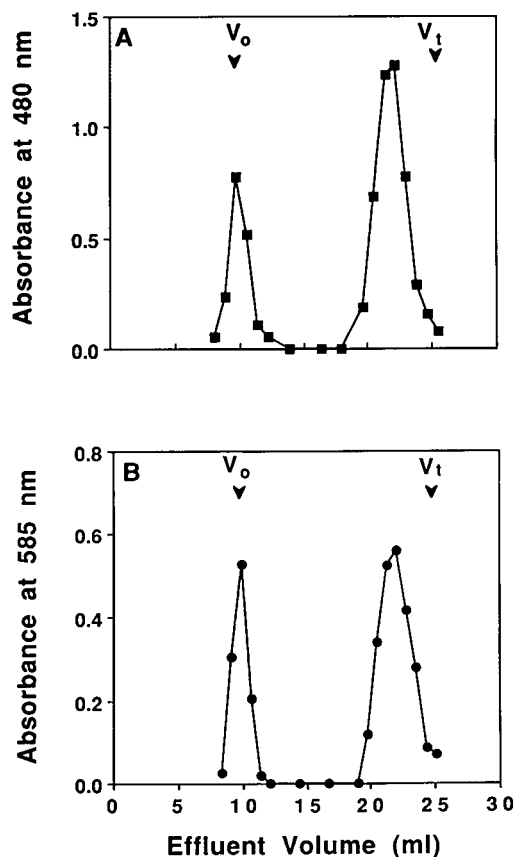 A
V₀
Vₜ
Absorbance at 480 nm
1.5
1.0
0.5
0.0
B
V₀
Vₜ
Absorbance at 585 nm
0.8
0.6
0.4
0.2
0.0
0 5 10 15 20 25 30
Effluent Volume (ml)